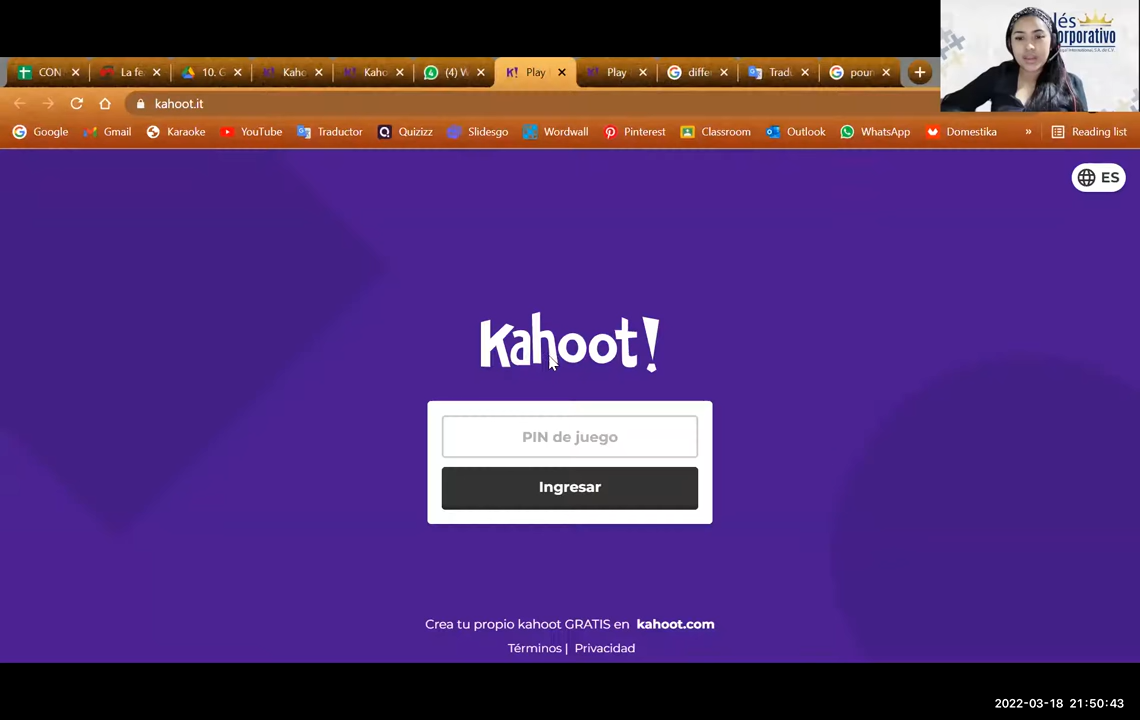 lés
orporativo
CON
La fe
10. G
Kaho
Kaho
(4) W
Play
Play
differ
Tradu
pour
kahoot.it
Google
Gmail
Karaoke
YouTube
Traductor
Quizizz
Slidesgo
Wordwall
Pinterest
Classroom
Outlook
WhatsApp
Domestika
»
Reading list
ES
Kahoot!
PIN de juego
Ingresar
Crea tu propio kahoot GRATIS en kahoot.com
Términos | Privacidad
2022-03-18 21:50:43